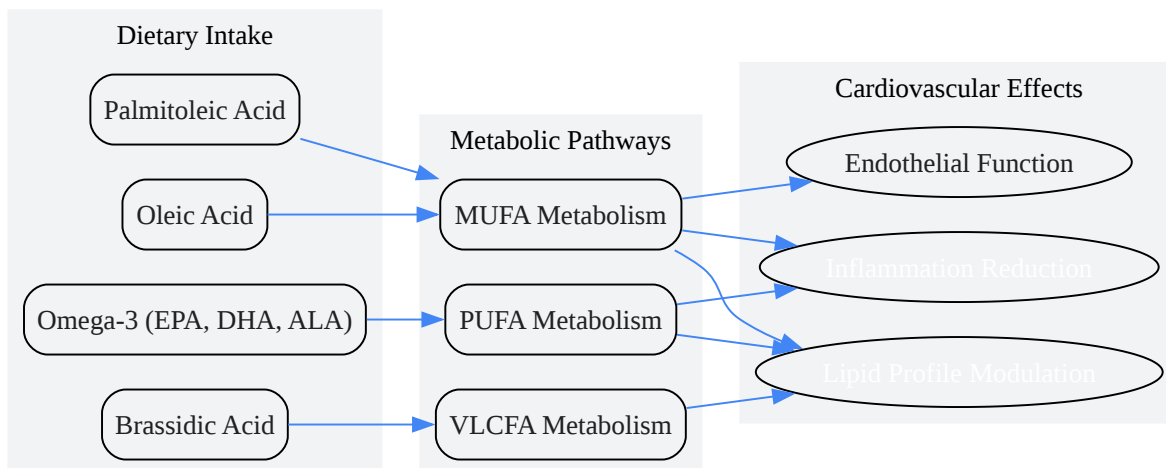 Dietary Intake
Palmitoleic Acid
Oleic Acid
Omega-3 (EPA, DHA, ALA)
Brassidic Acid
Metabolic Pathways
MUFA Metabolism
PUFA Metabolism
VLCFA Metabolism
Cardiovascular Effects
Endothelial Function
Inflammation Reduction
Lipid Profile Modulation